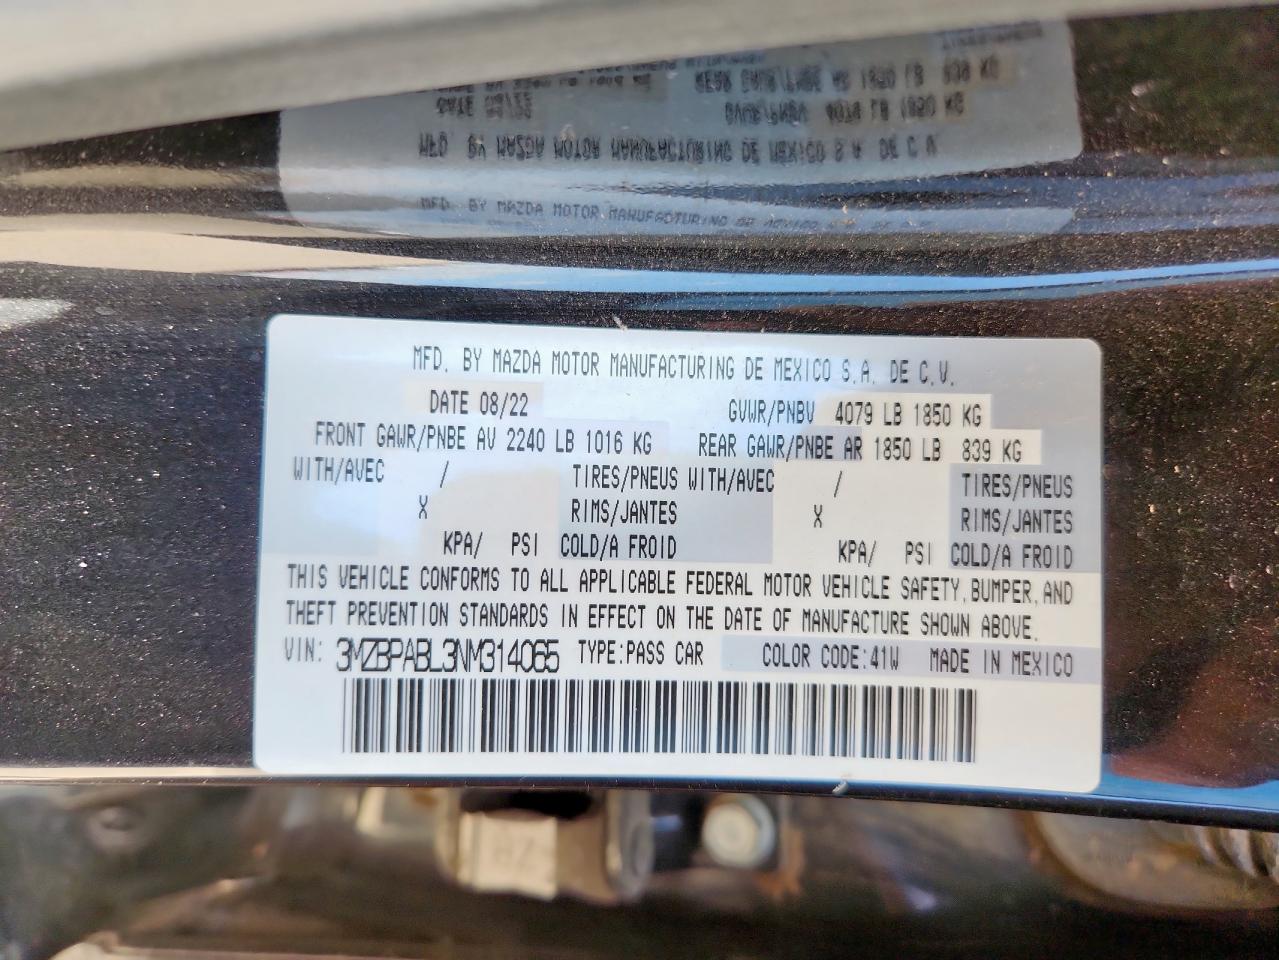 MFD. BY MAZDA MOTOR MANUFACTURING DE MEXICO S.A. DE C.V.
DATE 08/22 GVWR/PNBV 4079 LB 1850 KG
FRONT GAWR/PNBE AV 2240 LB 1016 KG REAR GAWR/PNBE AR 1850 LB 839 KG
WITH/AVEC / TIRES/PNEUS WITH/AVEC / TIRES/PNEUS
X RIMS/JANTES X RIMS/JANTES
KPA/ PSI COLD/A FROID KPA/ PSI COLD/A FROID
THIS VEHICLE CONFORMS TO ALL APPLICABLE FEDERAL MOTOR VEHICLE SAFETY, BUMPER, AND
THEFT PREVENTION STANDARDS IN EFFECT ON THE DATE OF MANUFACTURE SHOWN ABOVE.
VIN: 3MZBPABL3NM314065 TYPE:PASS CAR COLOR CODE:41W MADE IN MEXICO